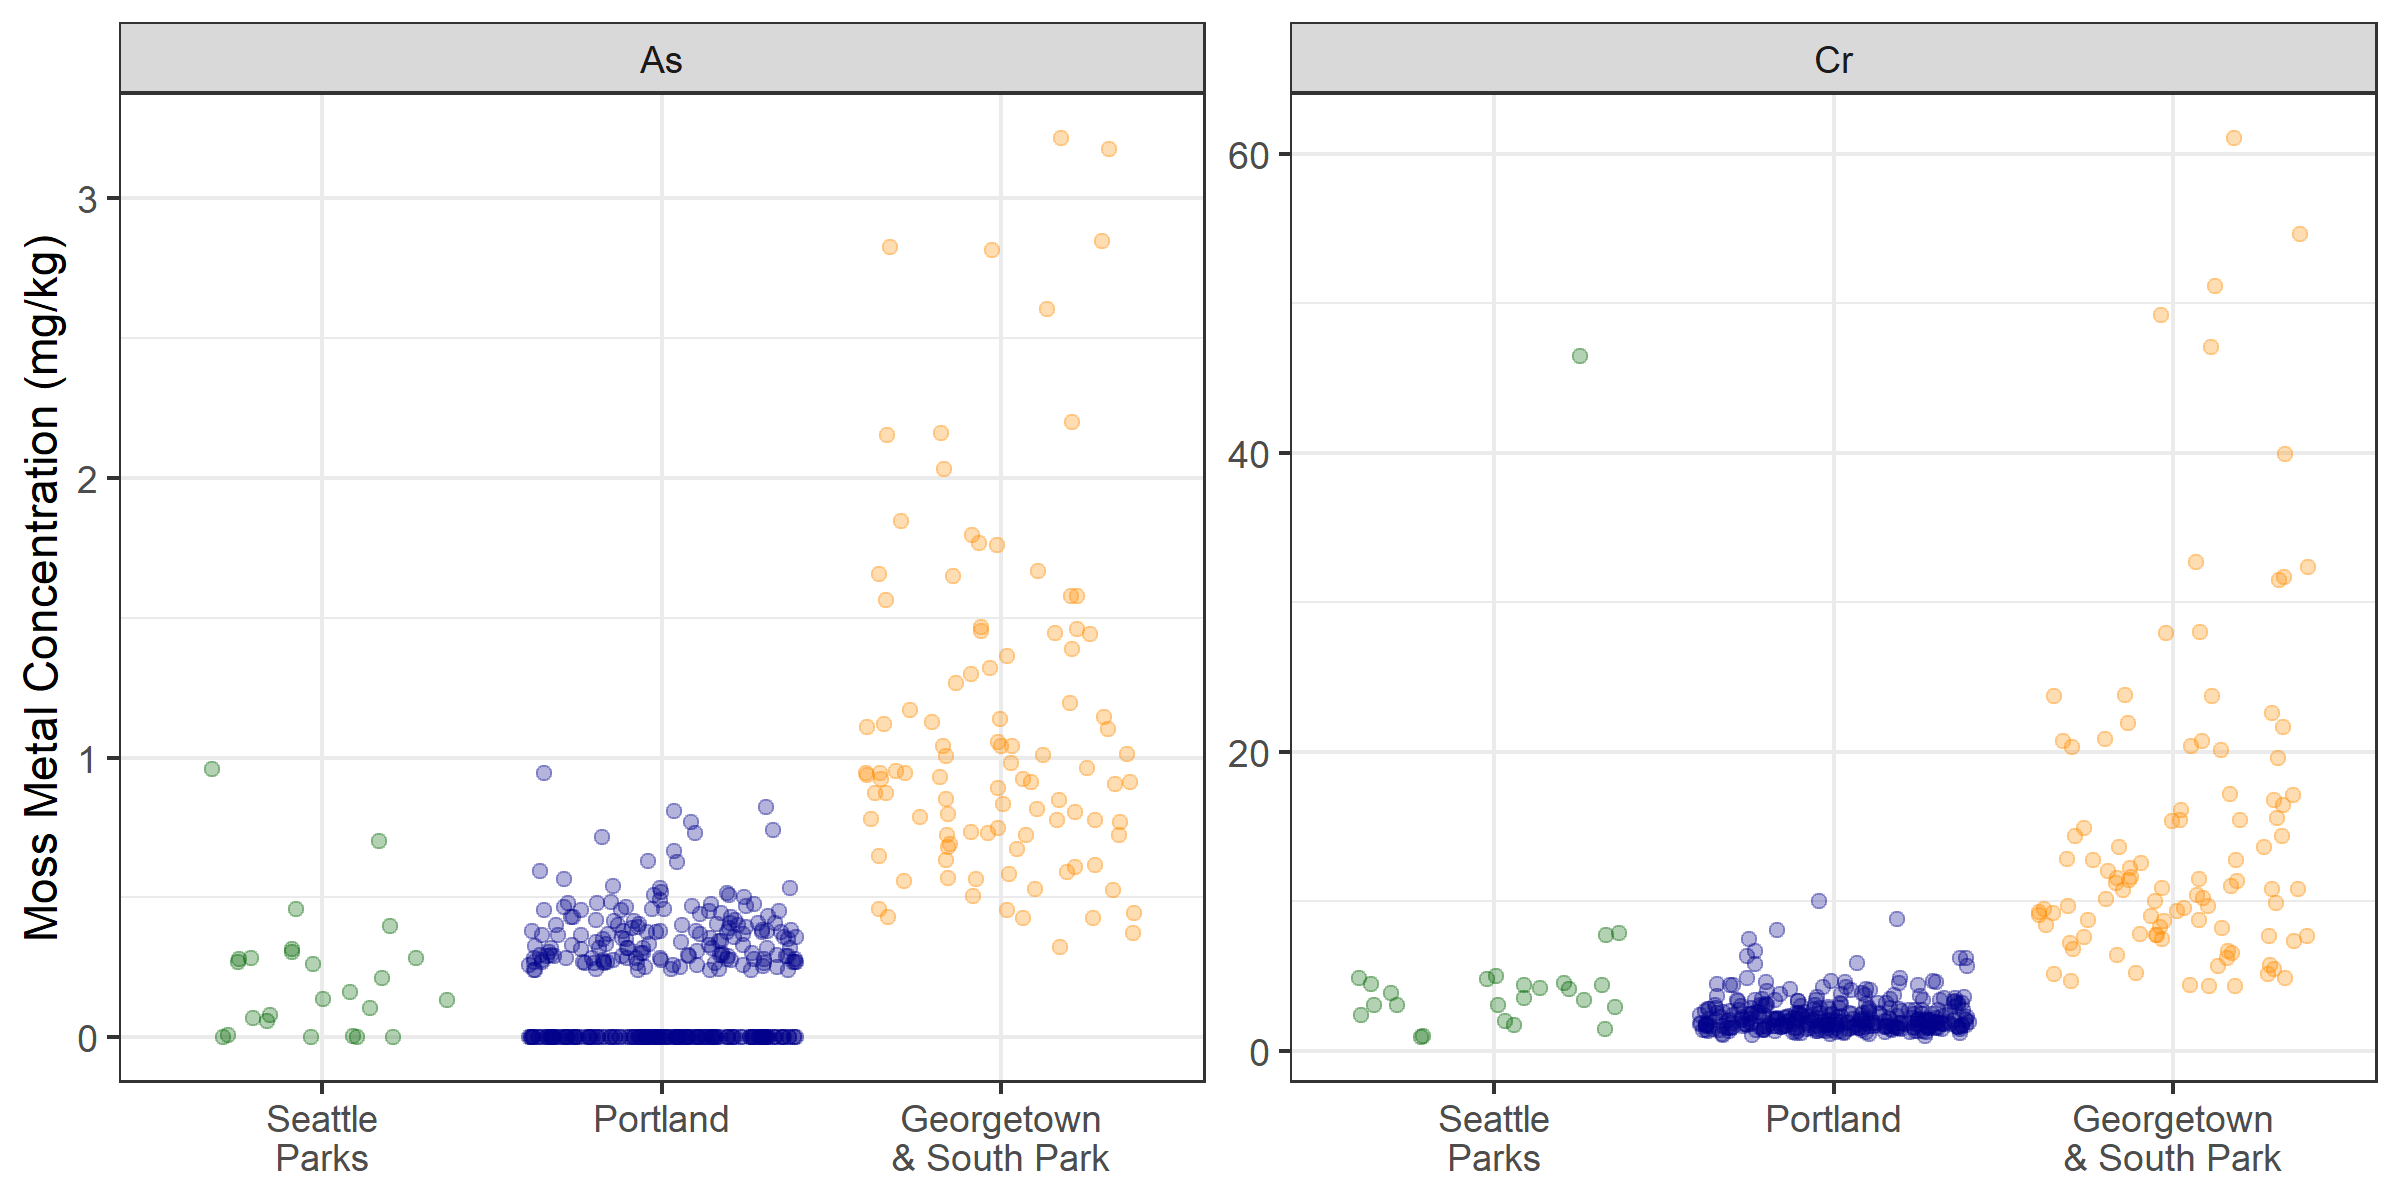 As
Cr
Moss Metal Concentration (mg/kg)
3
2
1
0
60
40
20
0
Seattle
Parks
Portland
Georgetown
& South Park
Seattle
Parks
Portland
Georgetown
& South Park